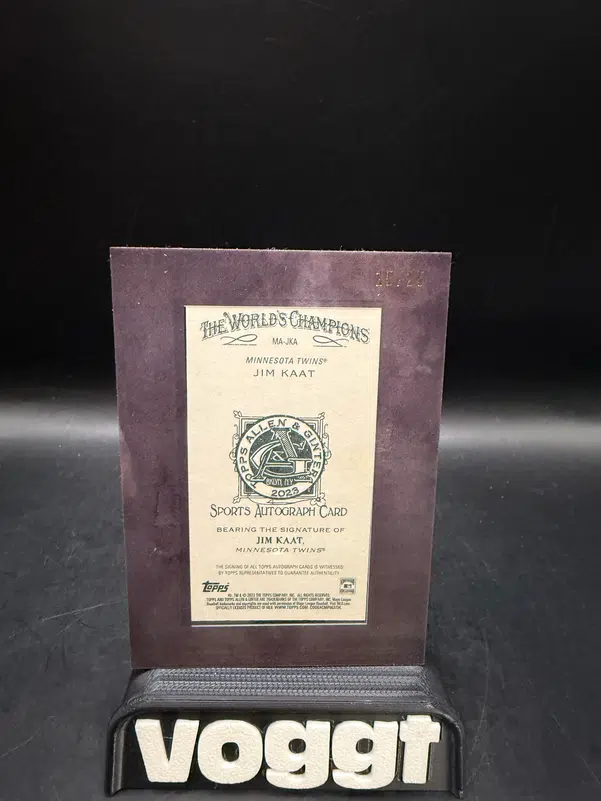 THE WORLD'S CHAMPIONS
MA-JKA
MINNESOTA TWINS®
JIM KAAT
TOPPS ALLEN & GINTER
2023
SPORTS AUTOGRAPH CARD
BEARING THE SIGNATURE OF
JIM KAAT,
MINNESOTA TWINS®
THE SIGNING OF ALL TOPPS AUTOGRAPH CARDS IS WITNESSED
BY TOPPS REPRESENTATIVES TO GUARANTEE AUTHENTICITY.
topps
voggt